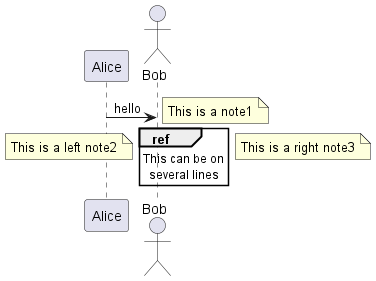 Alice
Bob
hello
This is a note1
This is a left note2
ref
This can be on
several lines
This is a right note3
Alice
Bob